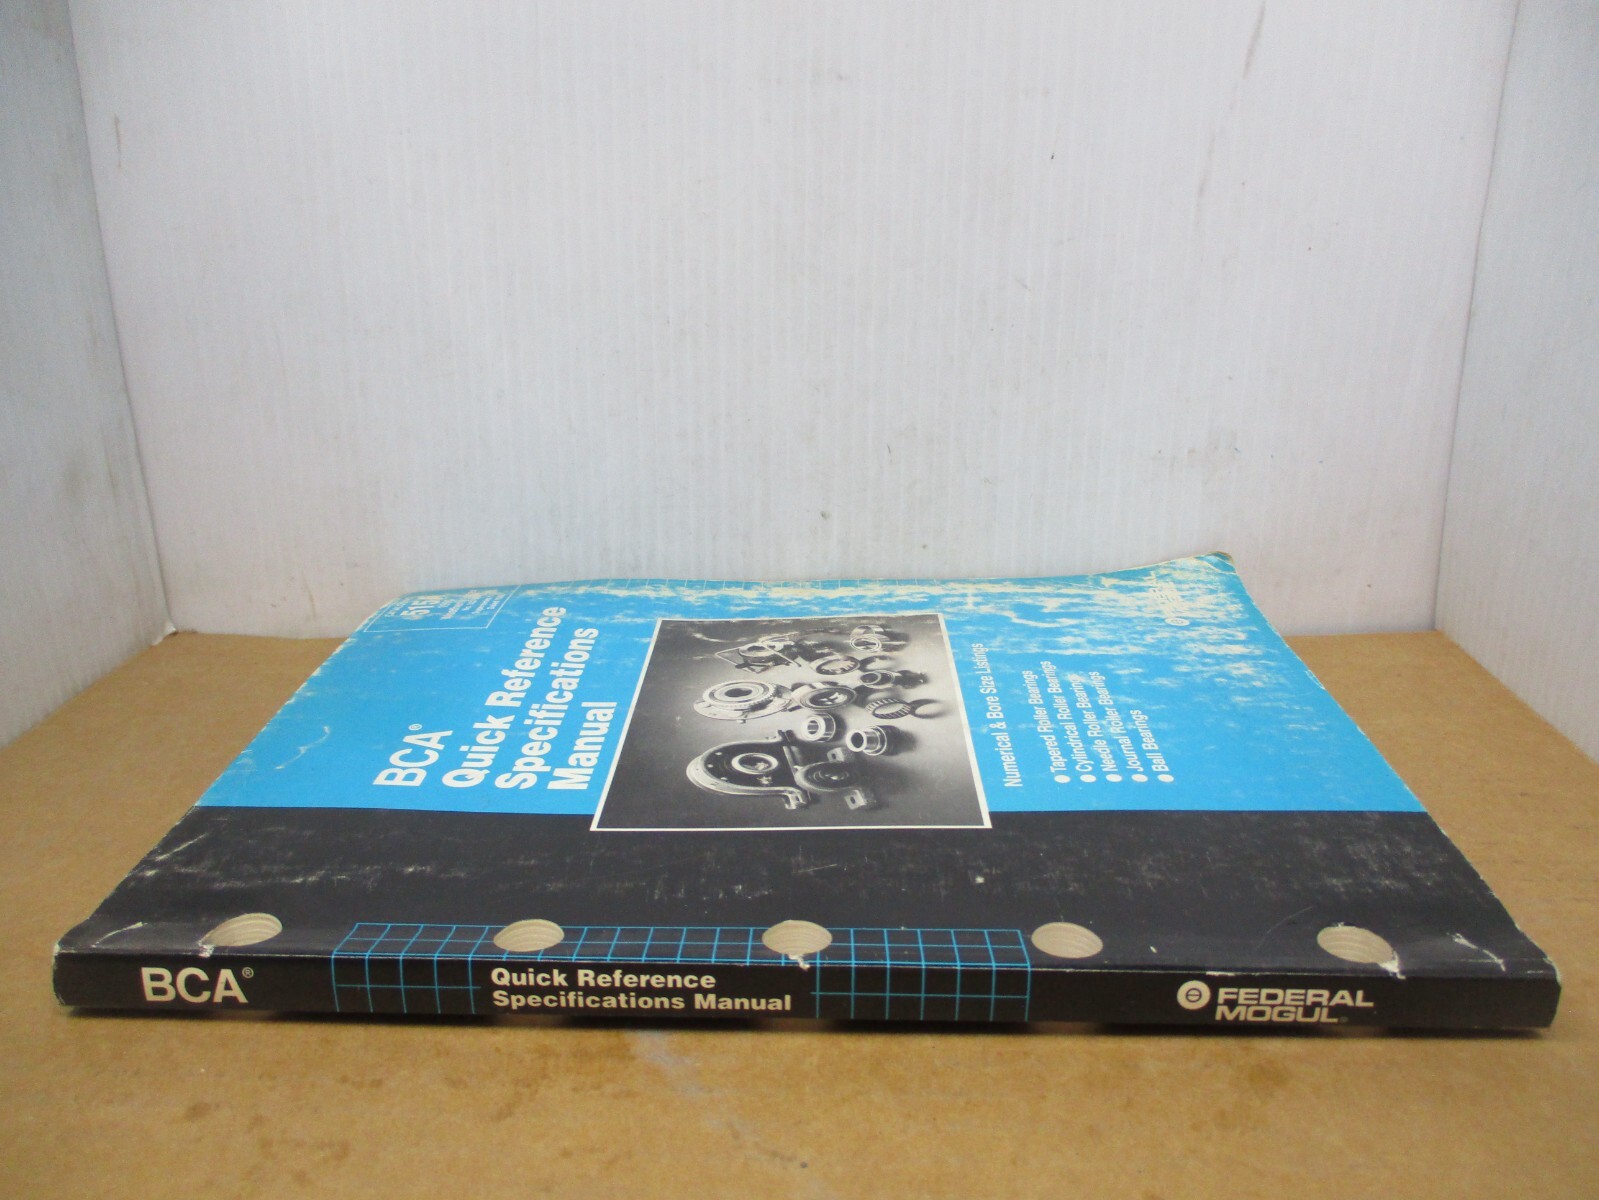 BCA®
Quick Reference
Specifications
Manual
Numerical & Bore Size Listings
● Tapered Roller Bearings
● Cylindrical Roller Bearings
● Needle Roller Bearings
● Journal Roller Bearings
● Ball Bearings
BCA®
Quick Reference
Specifications Manual
FEDERAL
MOGUL®